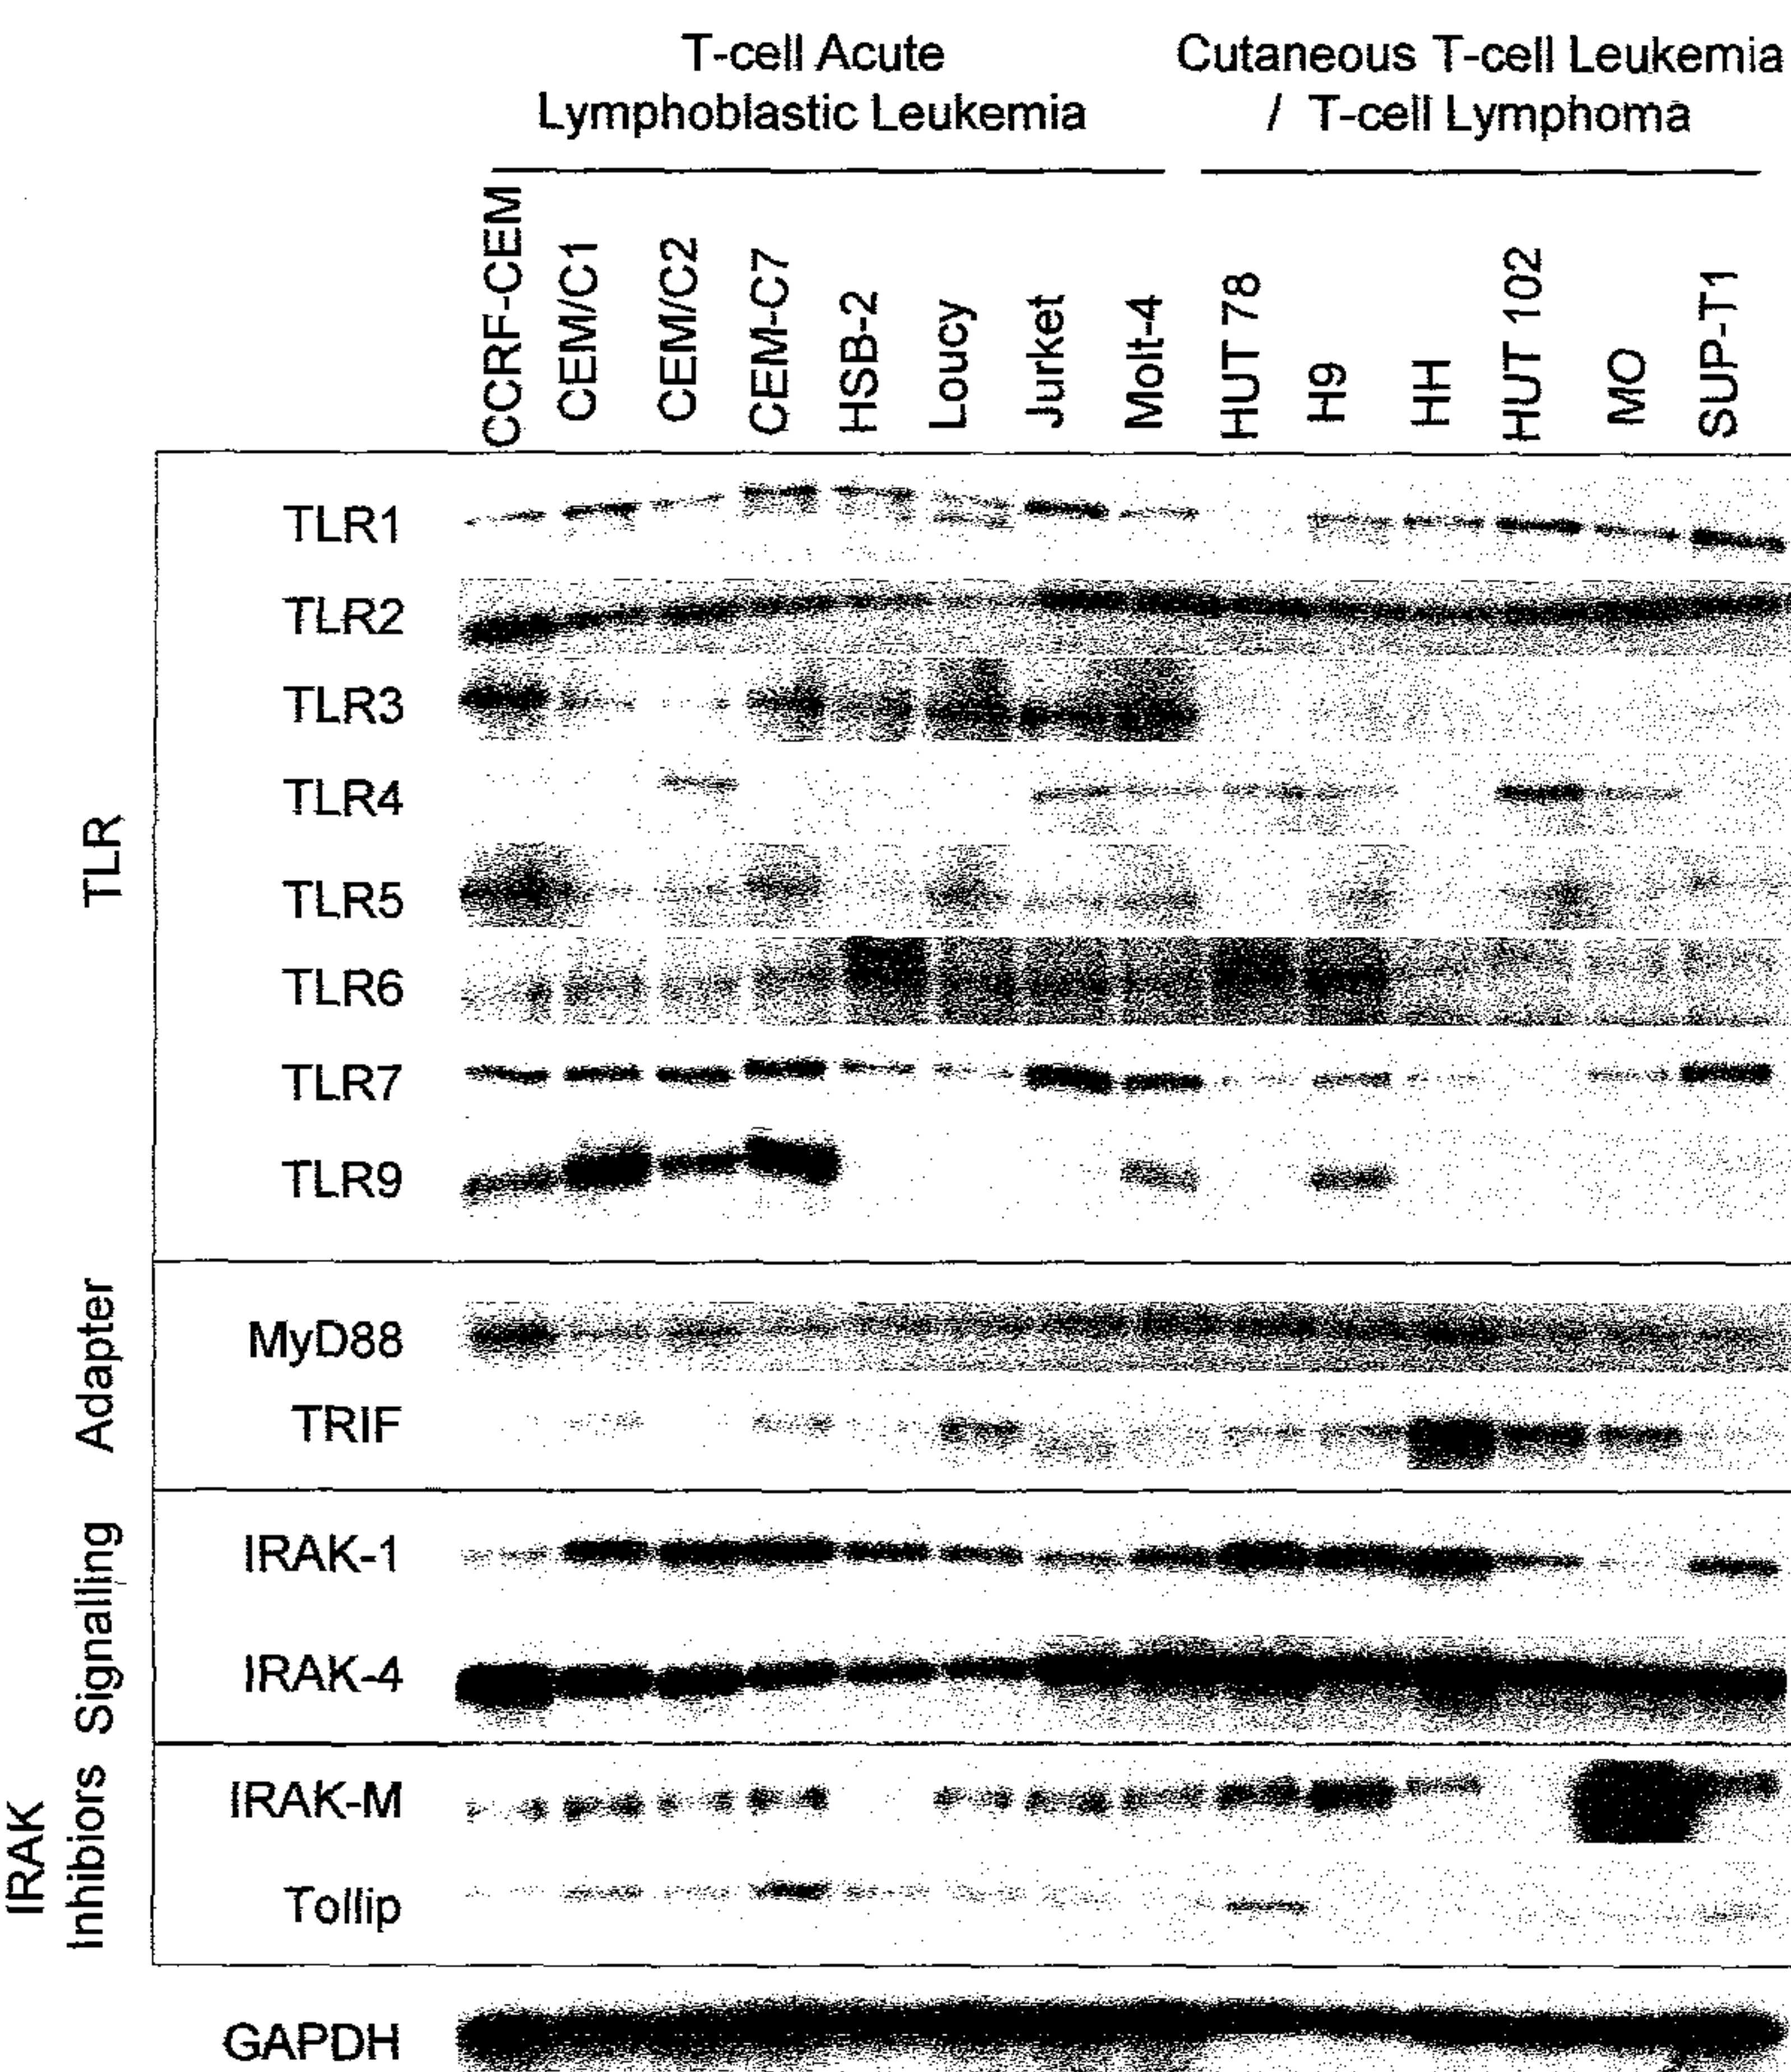 T-cell Acute
Lymphoblastic Leukemia
Cutaneous T-cell Leukemia
/ T-cell Lymphoma
CCRF-CEM
CEM/C1
CEM/C2
CEM-C7
HSB-2
Loucy
Jurket
Molt-4
HUT 78
H9
HH
HUT 102
MO
SUP-T1
TLR
TLR1
TLR2
TLR3
TLR4
TLR5
TLR6
TLR7
TLR9
Adapter
MyD88
TRIF
Signalling
IRAK-1
IRAK-4
IRAK
Inhibiors
IRAK-M
Tollip
GAPDH